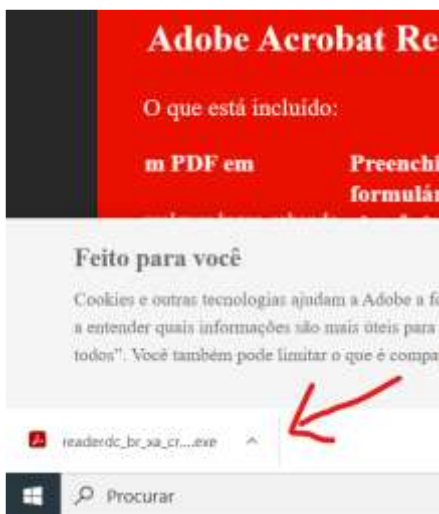 Adobe Acrobat Re
O que está incluído:
m PDF em Preenchi
formulár
Feito para você
Cookies e outras tecnologias ajudam a Adobe a fo
a entender quais informações são mais úteis para
todos”. Você também pode limitar o que é compa
readerdc_br_xa_cr....exe
Procurar